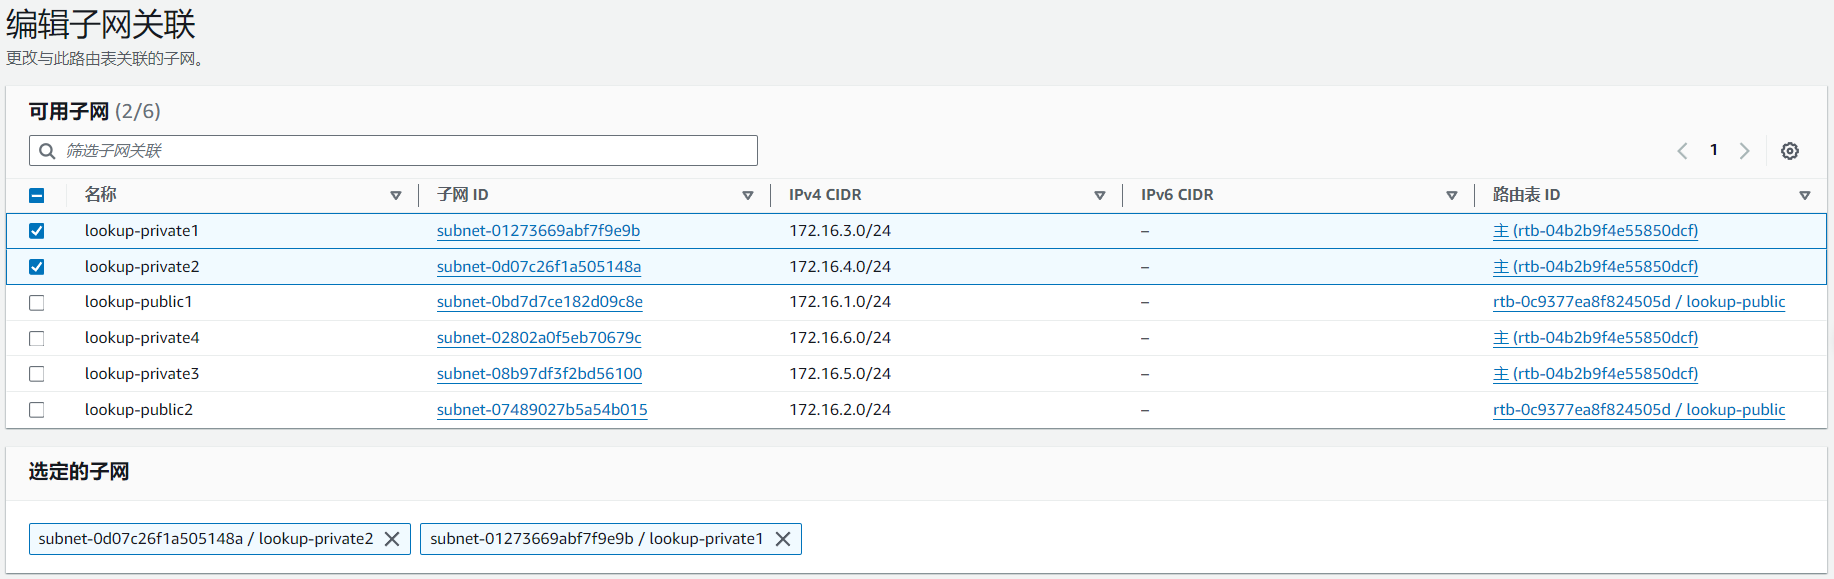 编辑子网关联
更改与此路由表关联的子网。
可用子网 (2/6)
筛选子网关联
1
名称 子网 ID IPv4 CIDR IPv6 CIDR 路由表 ID
lookup-private1 subnet-01273669abf7f9e9b 172.16.3.0/24 – 主 (rtb-04b2b9f4e55850dcf)
lookup-private2 subnet-0d07c26f1a505148a 172.16.4.0/24 – 主 (rtb-04b2b9f4e55850dcf)
lookup-public1 subnet-0bd7d7ce182d09c8e 172.16.1.0/24 – rtb-0c9377ea8f824505d / lookup-public
lookup-private4 subnet-02802a0f5eb70679c 172.16.6.0/24 – 主 (rtb-04b2b9f4e55850dcf)
lookup-private3 subnet-08b97df3f2bd56100 172.16.5.0/24 – 主 (rtb-04b2b9f4e55850dcf)
lookup-public2 subnet-07489027b5a54b015 172.16.2.0/24 – rtb-0c9377ea8f824505d / lookup-public
选定的子网
subnet-0d07c26f1a505148a / lookup-private2 subnet-01273669abf7f9e9b / lookup-private1